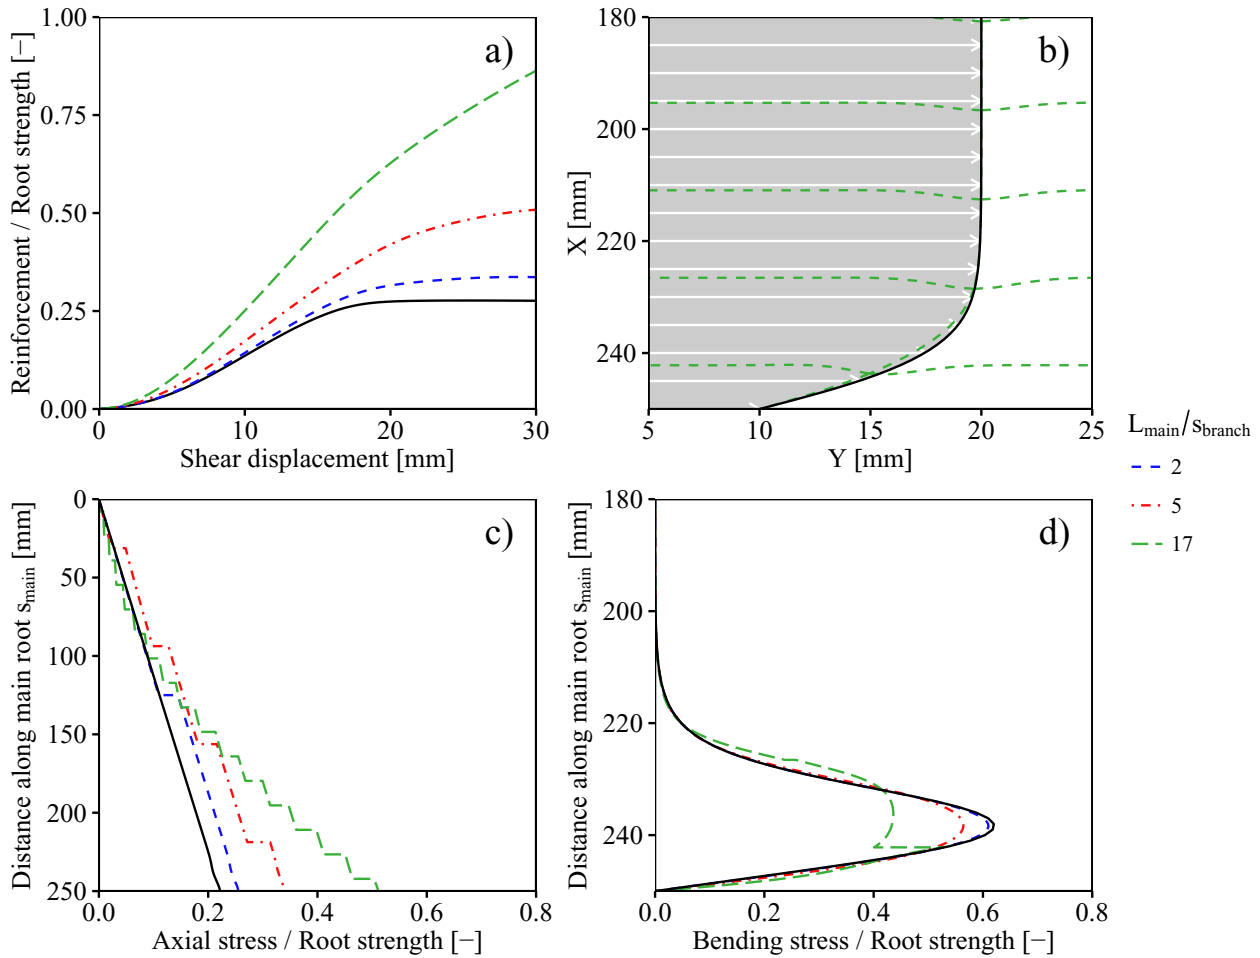 1.00
0.75
0.50
0.25
0.00
Reinforcement / Root strength [−]
a)
0 10 20 30
Shear displacement [mm]
180
200
220
240
X [mm]
b)
5 10 15 20 25
Y [mm]
L_main/s_branch
2
5
17
0
50
100
150
200
250
Distance along main root s_main [mm]
c)
0.0 0.2 0.4 0.6 0.8
Axial stress / Root strength [−]
180
200
220
240
Distance along main root s_main [mm]
d)
0.0 0.2 0.4 0.6 0.8
Bending stress / Root strength [−]